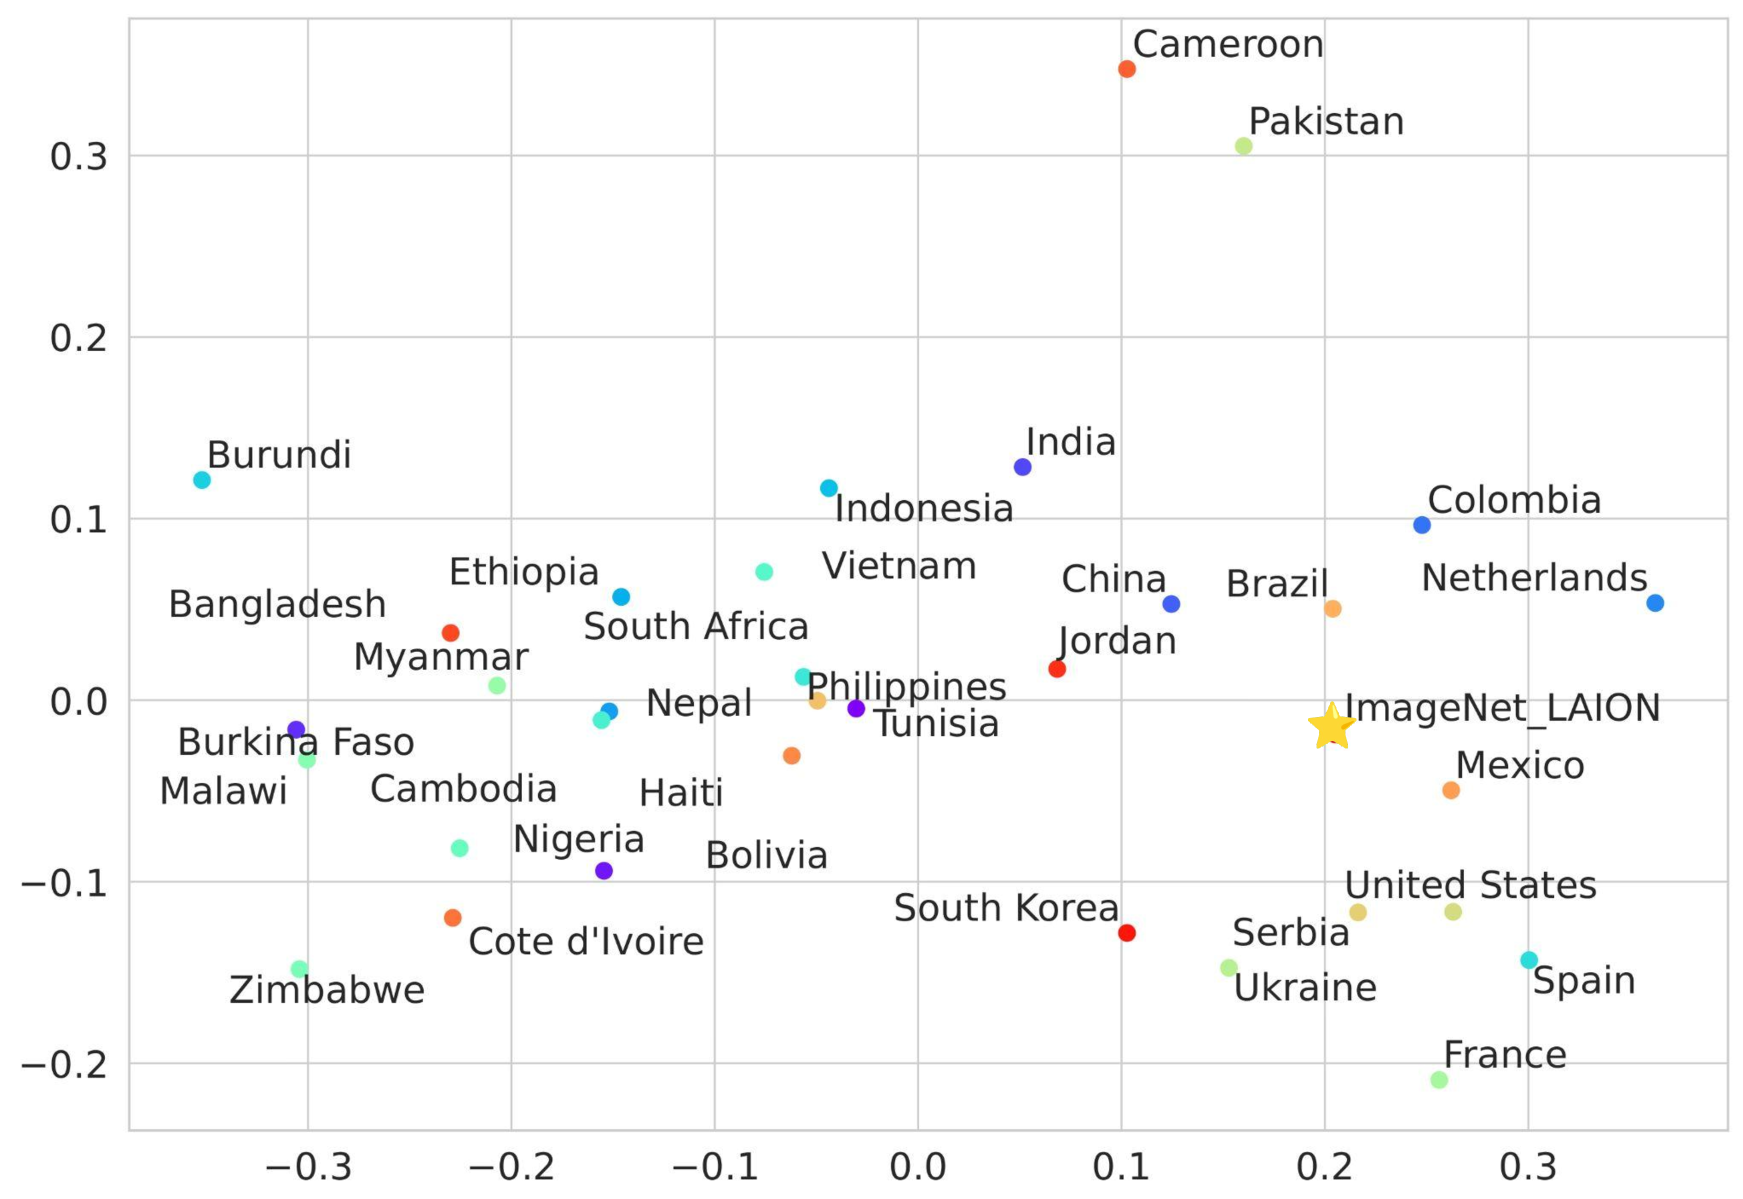 Cameroon
Pakistan
0.3
0.2
India
Burundi
Colombia
Indonesia
0.1
Vietnam
Ethiopia
China
Brazil
Netherlands
Bangladesh
South Africa
Jordan
Myanmar
Philippines
0.0
Nepal
ImageNet_LAION
Tunisia
Burkina Faso
Mexico
Malawi
Cambodia
Haiti
Nigeria
Bolivia
−0.1
United States
South Korea
Serbia
Cote d'Ivoire
Spain
Ukraine
Zimbabwe
France
−0.2
−0.3 −0.2 −0.1 0.0 0.1 0.2 0.3